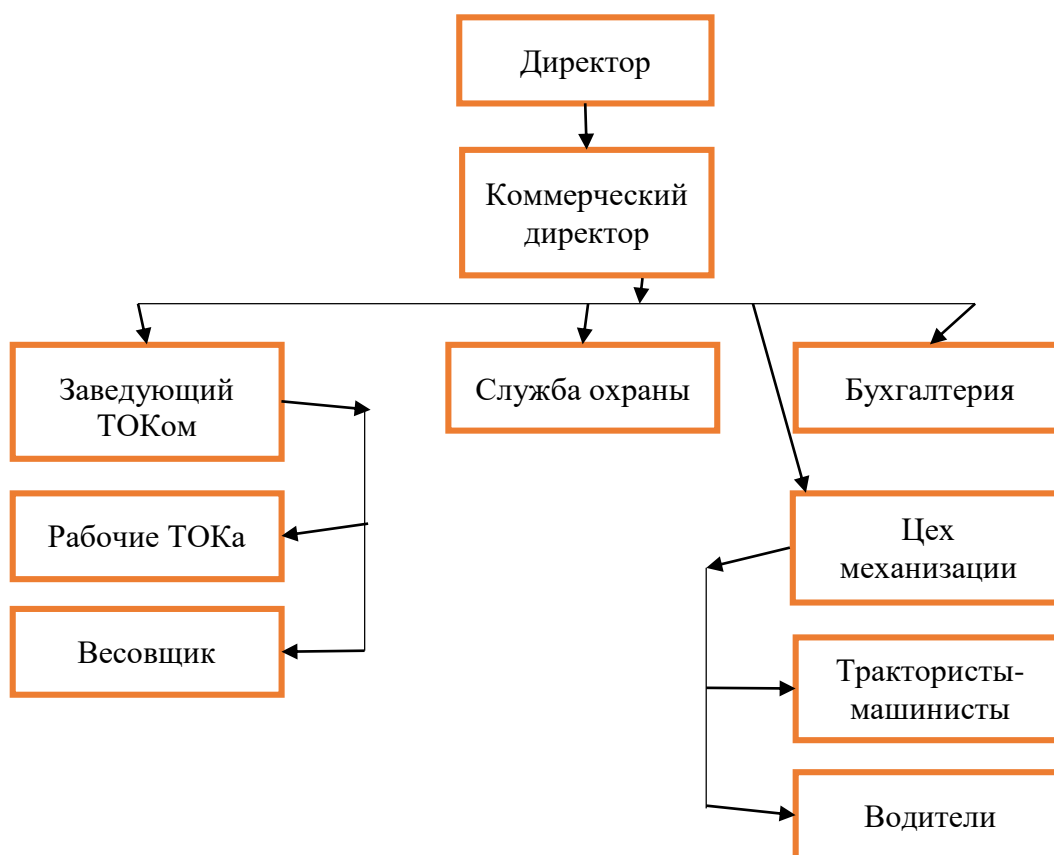 Директор
Коммерческий
директор
Заведующий
ТОКом
Служба охраны
Бухгалтерия
Рабочие ТОКа
Цех
механизации
Весовщик
Трактористы-
машинисты
Водители